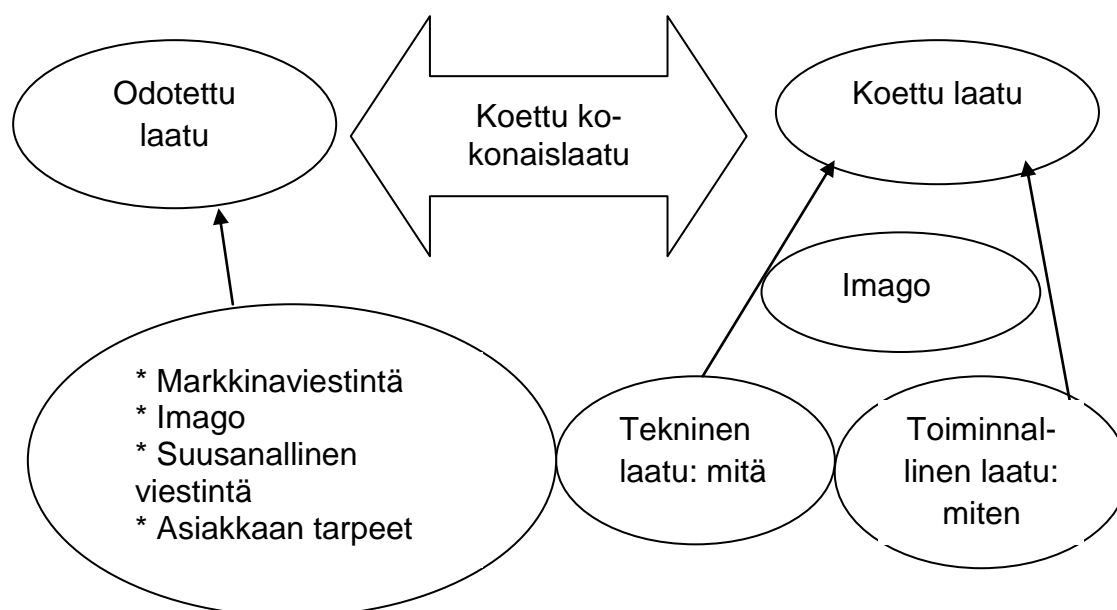 Odotettu
laatu
Koettu ko-
konaislaatu
Koettu laatu
Imago
* Markkinaviestintä
* Imago
* Suusanallinen
viestintä
* Asiakkaan tarpeet
Tekninen
laatu: mitä
Toiminnal-
linen laatu:
miten